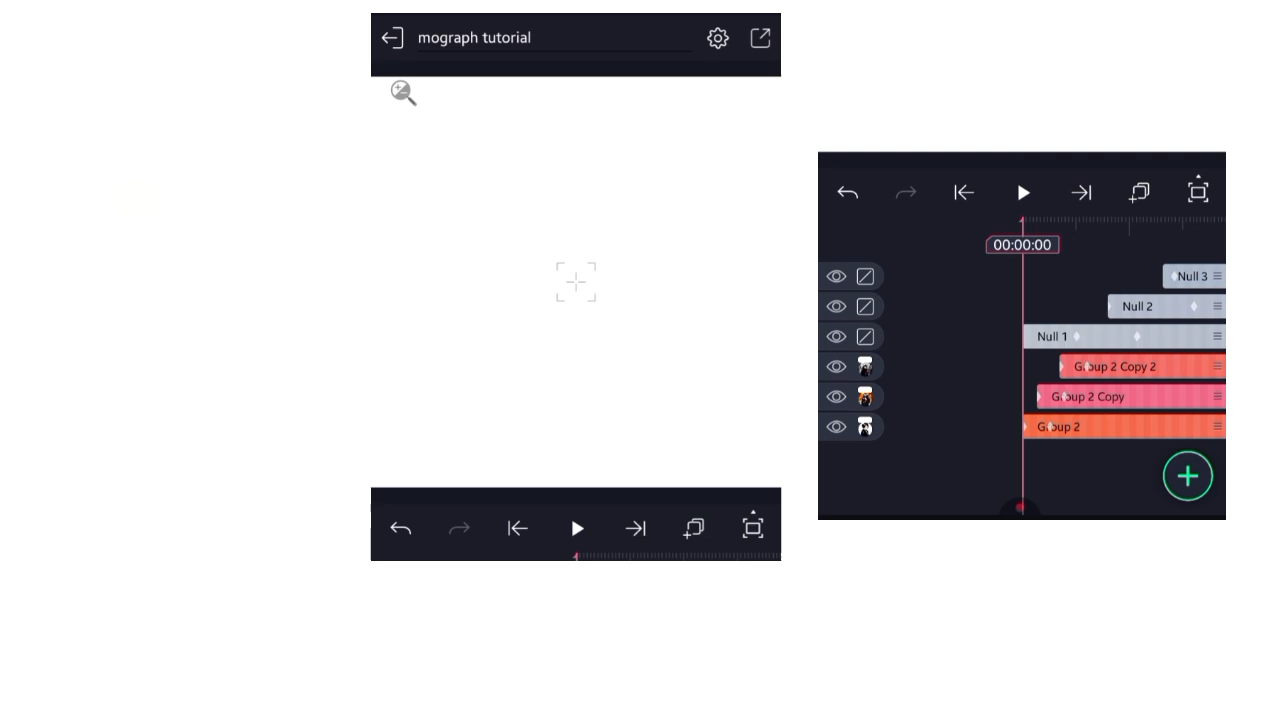 mograph tutorial
00:00:00
Null 3
Null 2
Null 1
Group 2 Copy 2
Group 2 Copy
Group 2